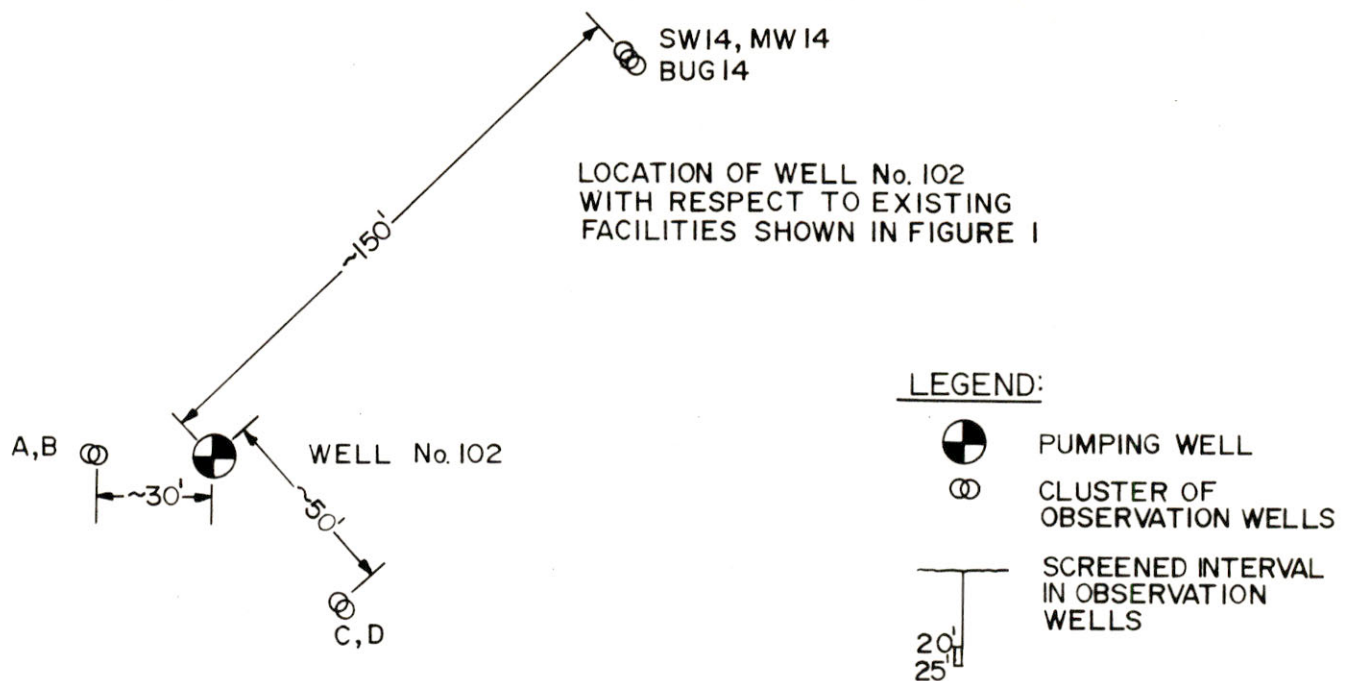 SW14, MW14
BUG14
LOCATION OF WELL No. 102
WITH RESPECT TO EXISTING
FACILITIES SHOWN IN FIGURE 1
~150'
A,B
WELL No. 102
~30'
~50'
C,D
LEGEND:
PUMPING WELL
CLUSTER OF
OBSERVATION WELLS
SCREENED INTERVAL
IN OBSERVATION
WELLS
20'
25'